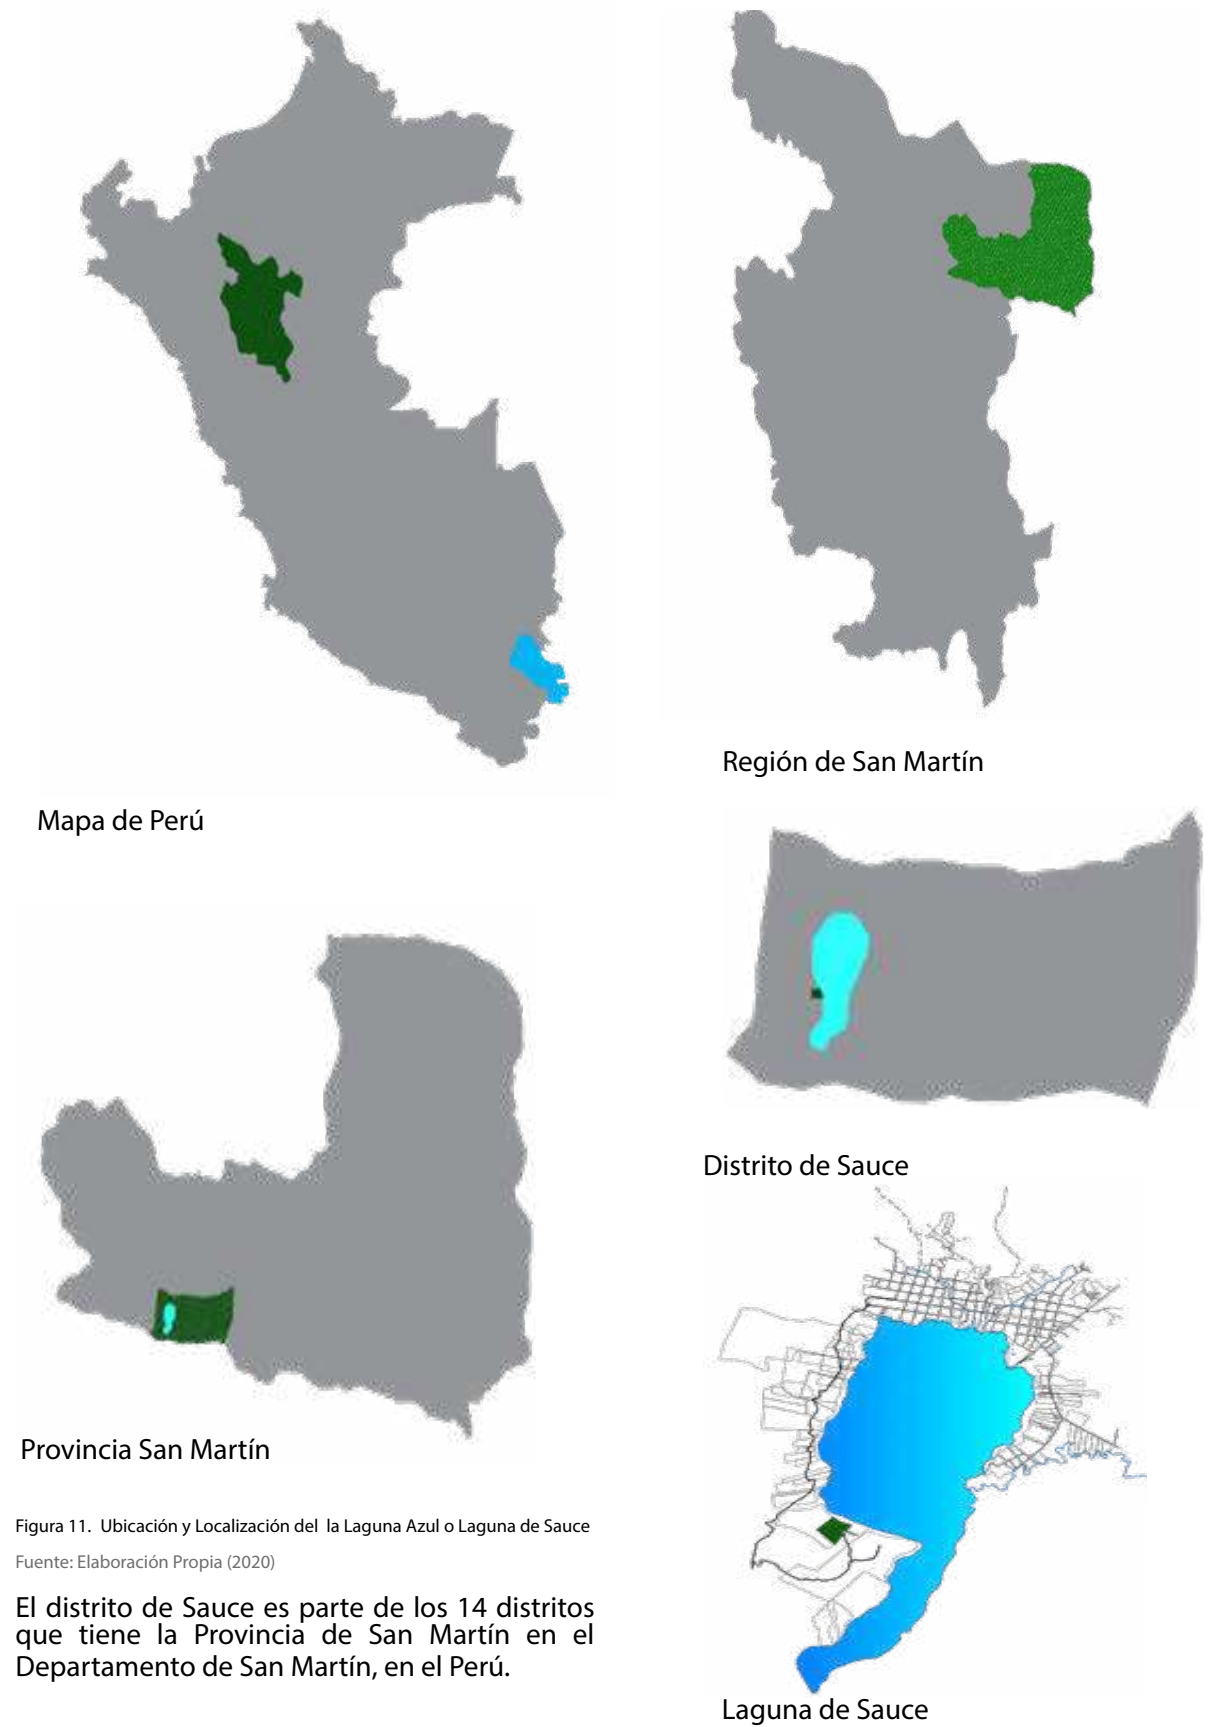 Mapa de Perú
Región de San Martín
Provincia San Martín
Distrito de Sauce
Laguna de Sauce
Figura 11. Ubicación y Localización del la Laguna Azul o Laguna de Sauce
Fuente: Elaboración Propia (2020)
El distrito de Sauce es parte de los 14 distritos
que tiene la Provincia de San Martín en el
Departamento de San Martín, en el Perú.